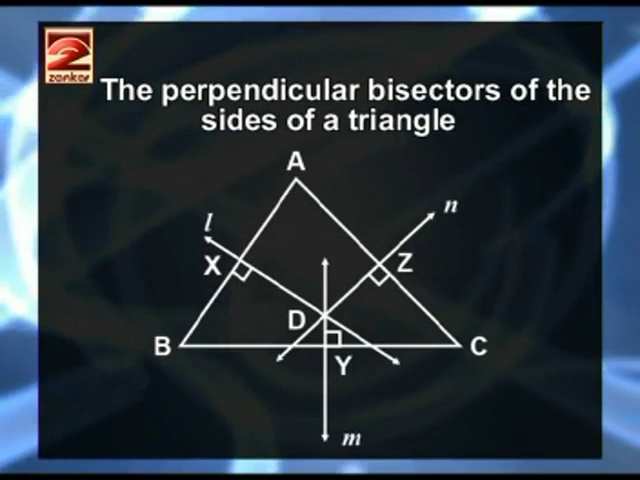 zankar
The perpendicular bisectors of the
sides of a triangle
A
l
n
X
Z
D
B
C
Y
m